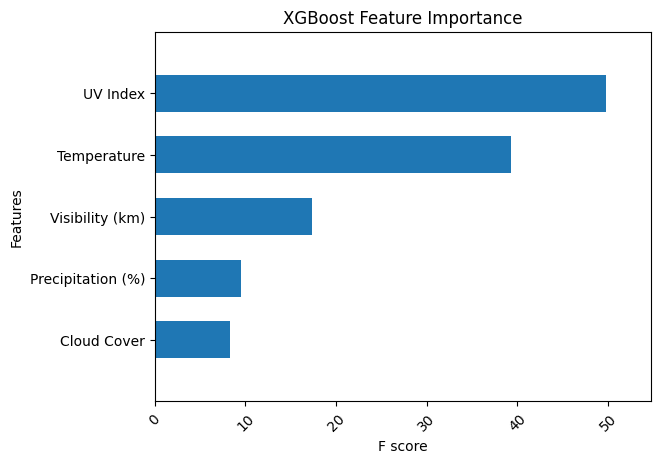 XGBoost Feature Importance
Features
UV Index
Temperature
Visibility (km)
Precipitation (%)
Cloud Cover
0 10 20 30 40 50
F score